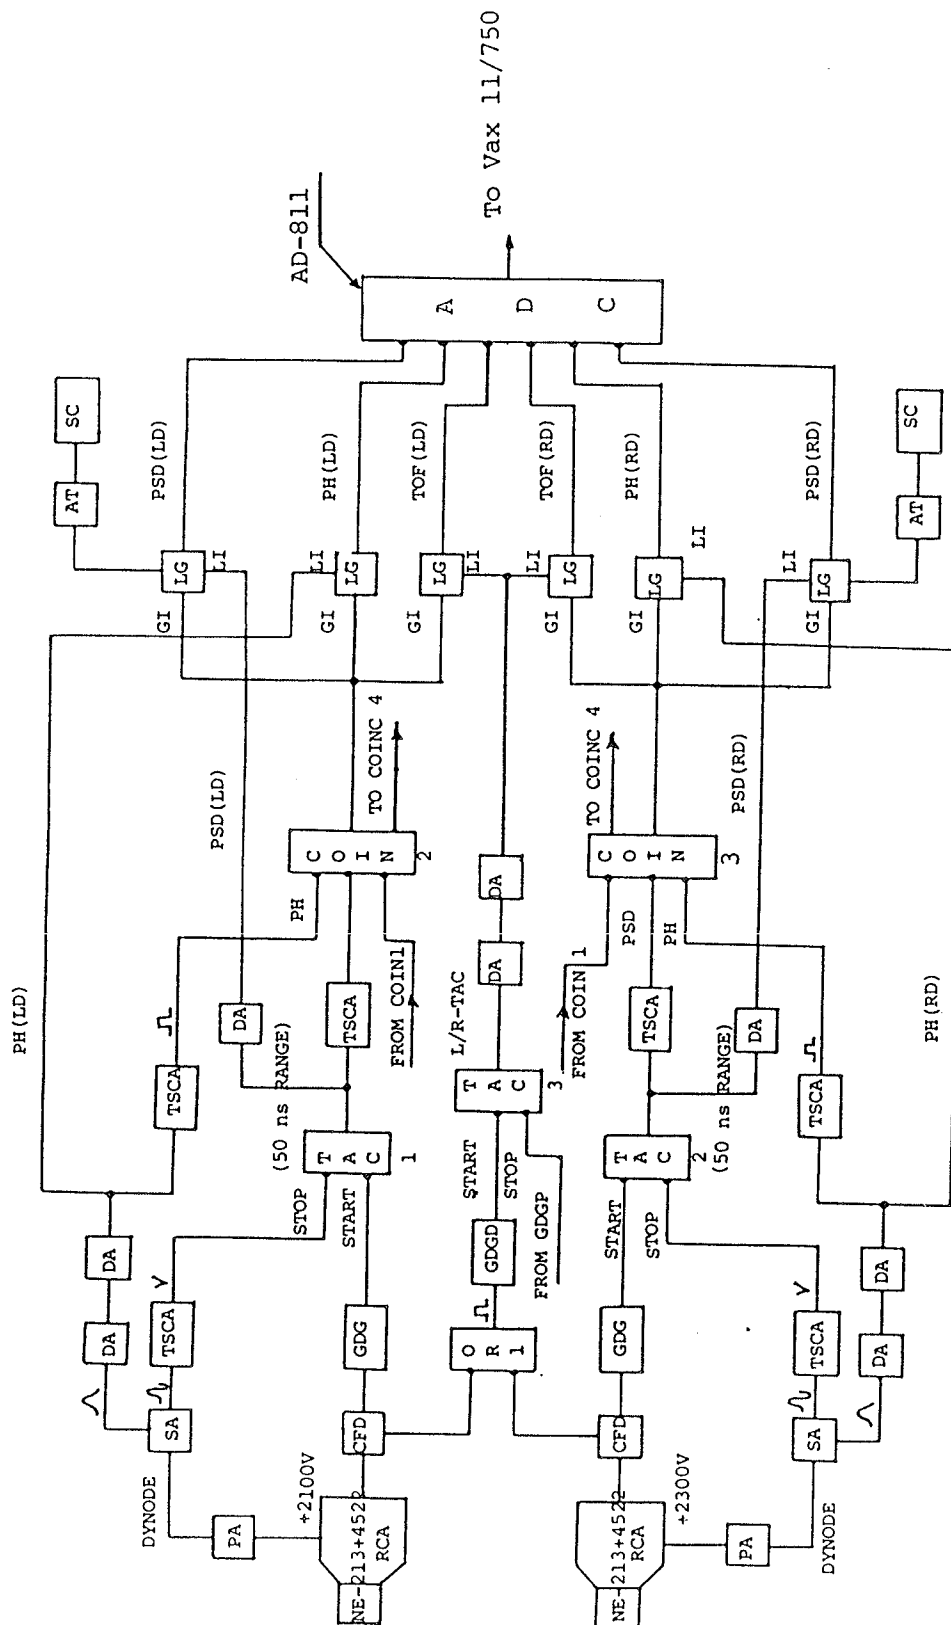 To Vax 11/750
AD-811
A D C
SC
AT
PSD(LD)
PH(LD)
TOF(LD)
TOF(RD)
PH(RD)
PSD(RD)
SC
AT
LG
LI
GI
LI
LG
GI
LG
LI
GI
LI
LG
GI
LI
LG
LI
LG
GI
TO COINC 4
TO COINC 4
PSD(LD)
PSD(RD)
COIN
2
COIN
3
PH
PSD
PH
DA
DA
FROM COIN1
FROM COIN 1
L/R-TAC
PH(LD)
PH(RD)
TSCA
DA
TSCA
TSCA
DA
TSCA
(50 ns RANGE)
(50 ns RANGE)
TAC
1
TAC
3
TAC
2
STOP
START
START
STOP
START
STOP
GDGD
FROM GDGP
DA
DA
TSCA
GDG
OR1
GDG
TSCA
DA
DA
SA
CFD
CFD
SA
DYNODE
PA
+2100V
+2300V
PA
DYNODE
NE-213+4522
RCA
NE-213+4522
RCA